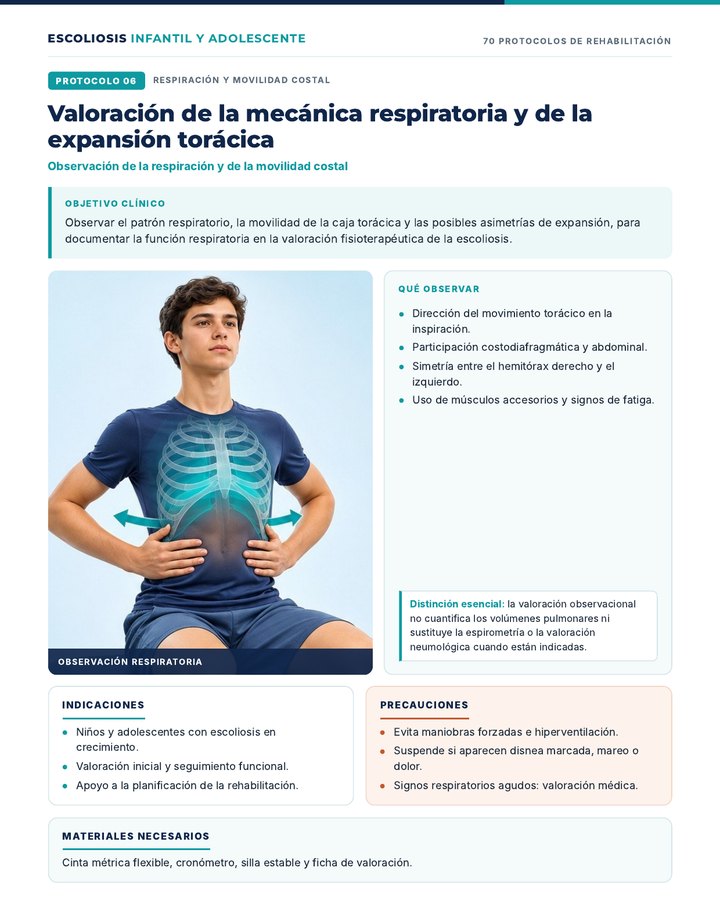 ESCOLIOSIS INFANTIL Y ADOLESCENTE
70 PROTOCOLOS DE REHABILITACIÓN
PROTOCOLO 06
RESPIRACIÓN Y MOVILIDAD COSTAL
Valoración de la mecánica respiratoria y de la
expansión torácica
Observación de la respiración y de la movilidad costal
OBJETIVO CLÍNICO
Observar el patrón respiratorio, la movilidad de la caja torácica y las posibles asimetrías de expansión, para
documentar la función respiratoria en la valoración fisioterapéutica de la escoliosis.
OBSERVACIÓN RESPIRATORIA
QUÉ OBSERVAR
• Dirección del movimiento torácico en la
inspiración.
• Participación costodiafragmática y abdominal.
• Simetría entre el hemitórax derecho y el
izquierdo.
• Uso de músculos accesorios y signos de fatiga.
Distinción esencial: la valoración observacional
no cuantifica los volúmenes pulmonares ni
sustituye la espirometría o la valoración
neumológica cuando están indicadas.
INDICACIONES
• Niños y adolescentes con escoliosis en
crecimiento.
• Valoración inicial y seguimiento funcional.
• Apoyo a la planificación de la rehabilitación.
PRECAUCIONES
• Evita maniobras forzadas e hiperventilación.
• Suspende si aparecen disnea marcada, mareo o
dolor.
• Signos respiratorios agudos: valoración médica.
MATERIALES NECESARIOS
Cinta métrica flexible, cronómetro, silla estable y ficha de valoración.